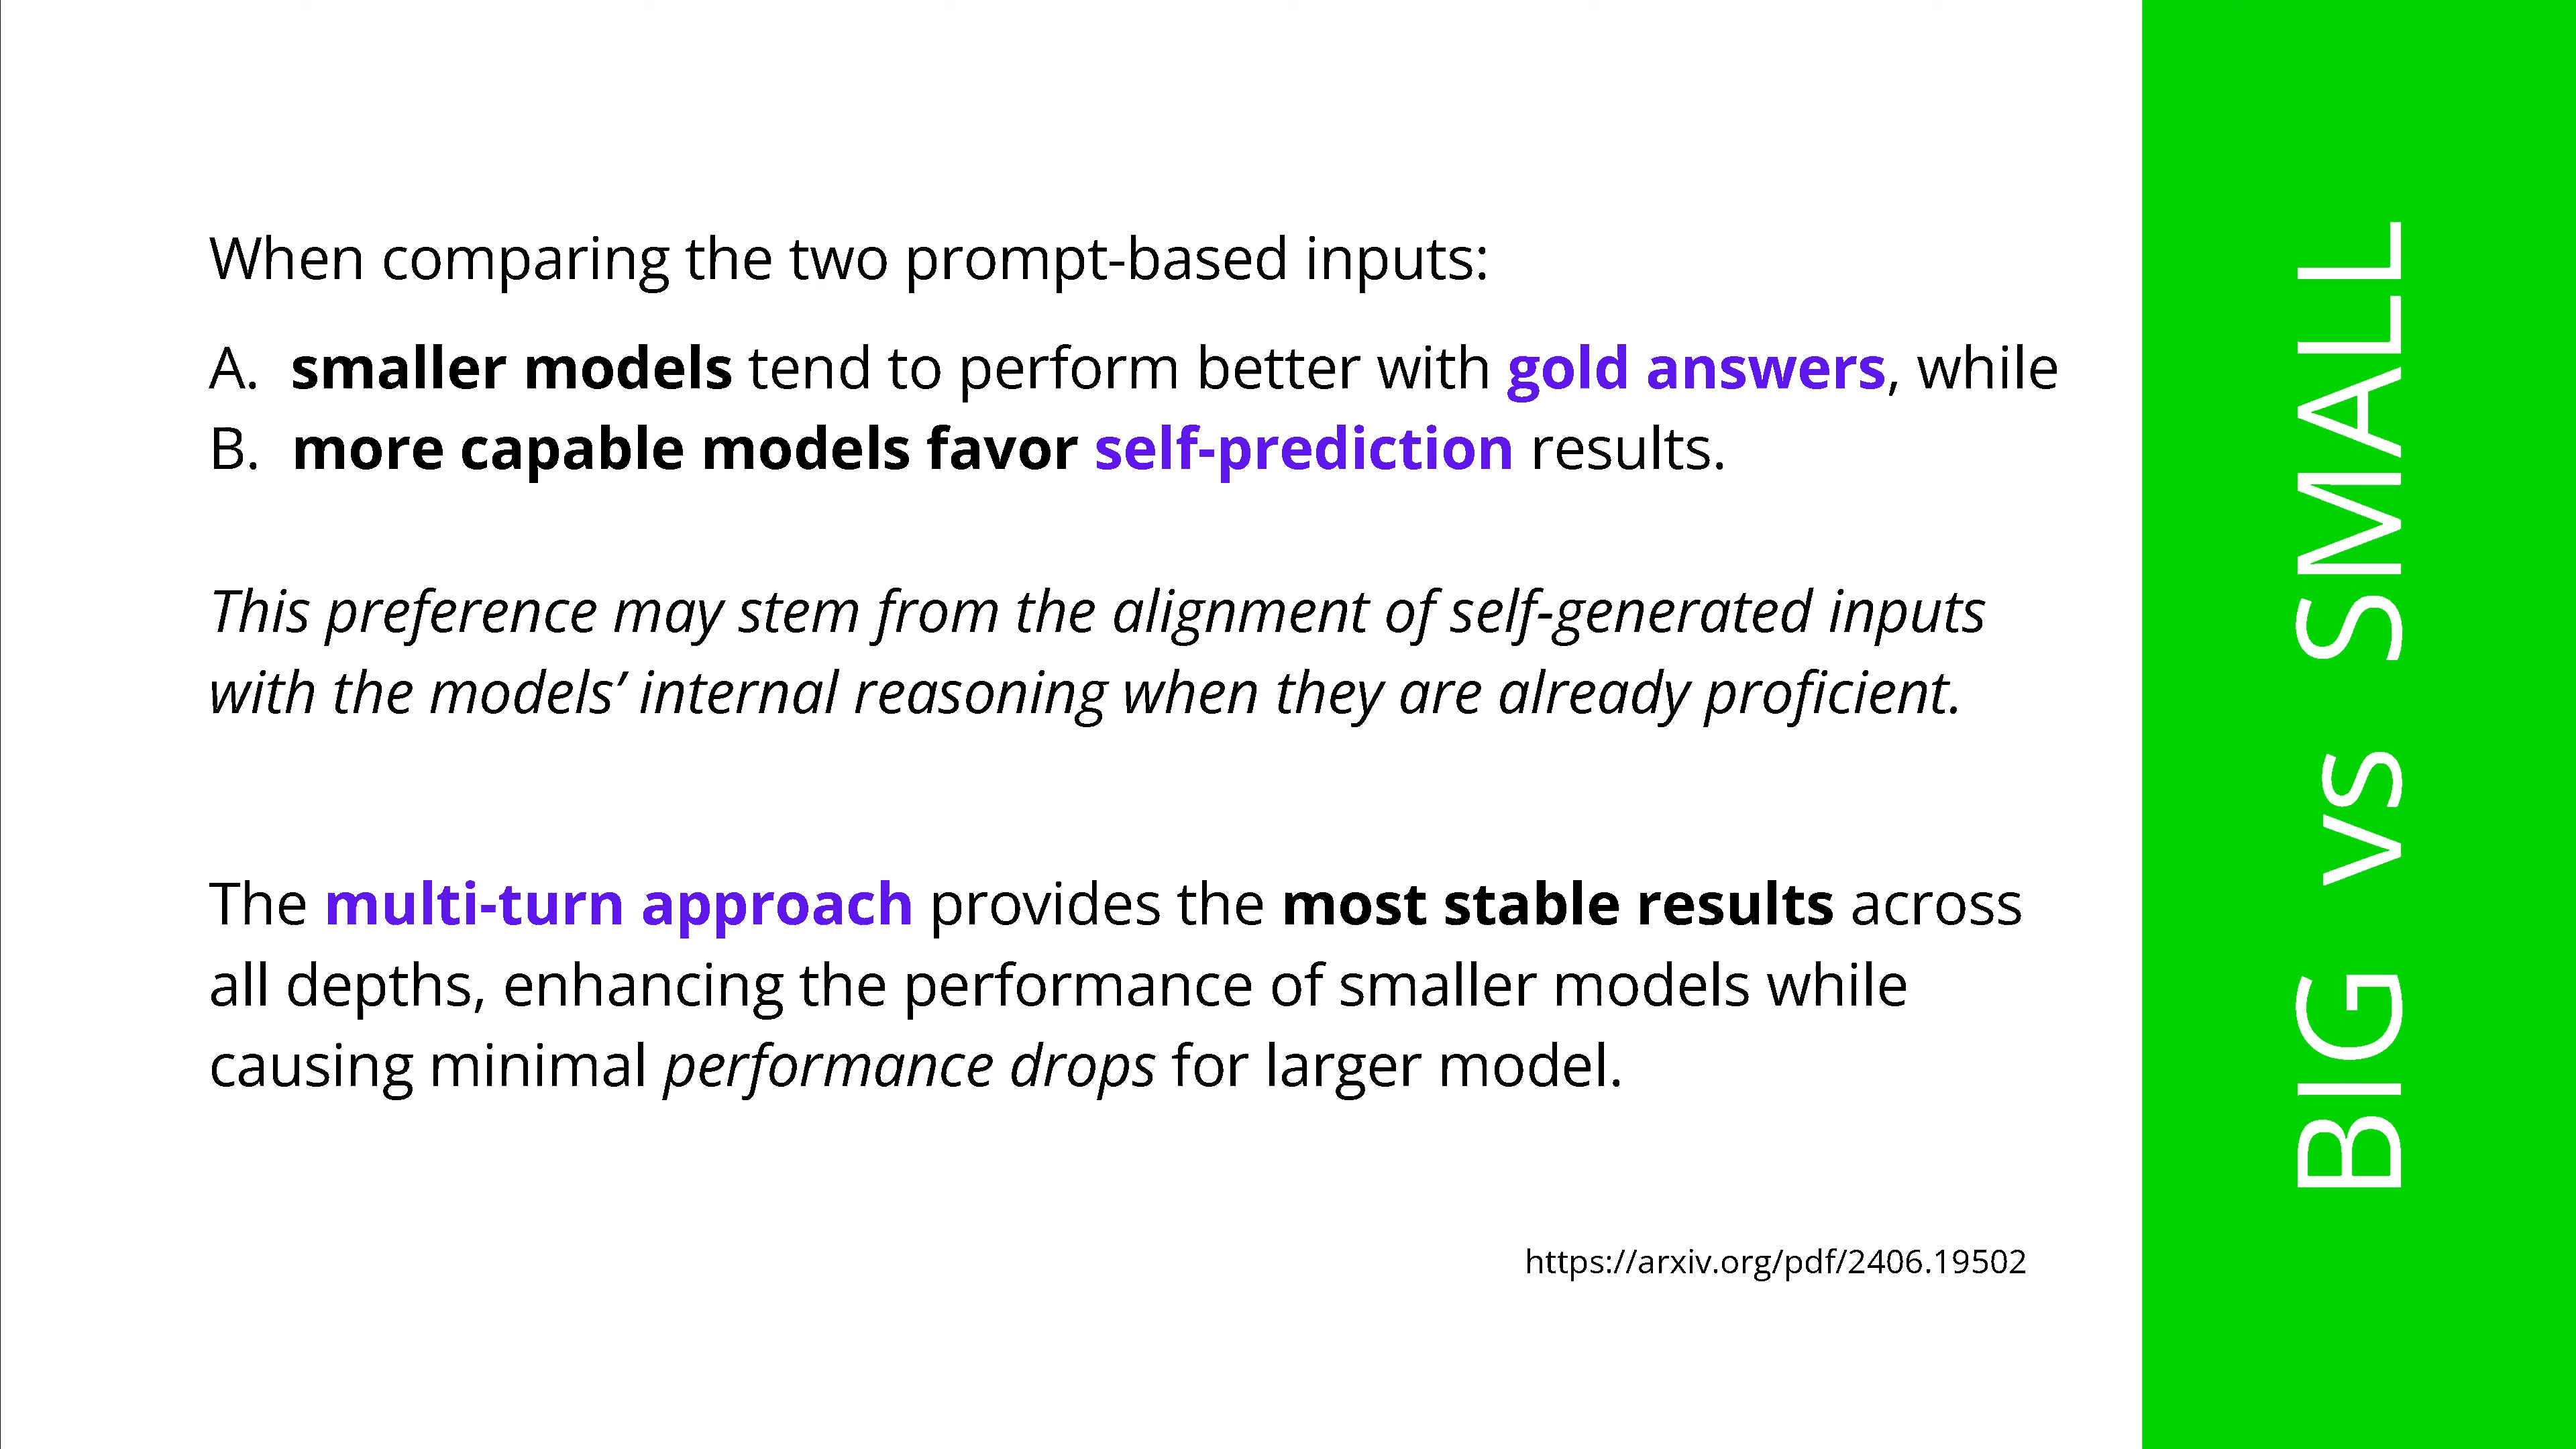 When comparing the two prompt-based inputs:
A. smaller models tend to perform better with gold answers, while
B. more capable models favor self-prediction results.
This preference may stem from the alignment of self-generated inputs
with the models’ internal reasoning when they are already proficient.
The multi-turn approach provides the most stable results across
all depths, enhancing the performance of smaller models while
causing minimal performance drops for larger model.
https://arxiv.org/pdf/2406.19502
BIG vs SMALL